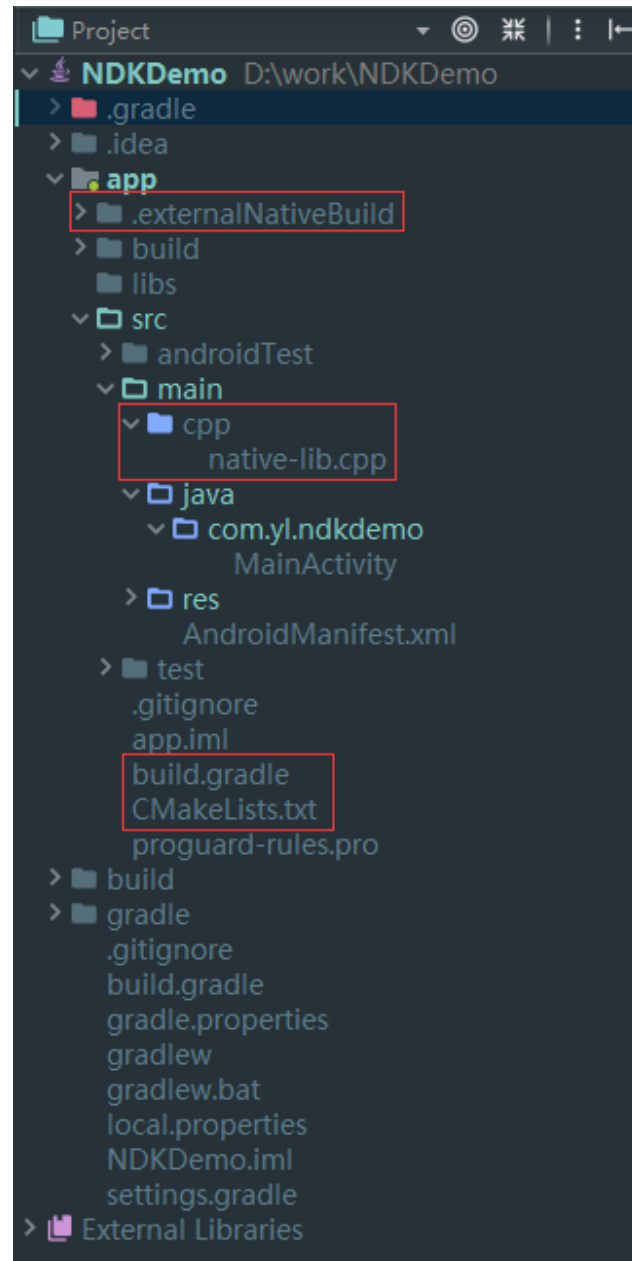 Project
NDKDemo D:\work\NDKDemo
.gradle
.idea
app
.externalNativeBuild
build
libs
src
androidTest
main
cpp
native-lib.cpp
java
com.yl.ndkdemo
MainActivity
res
AndroidManifest.xml
test
.gitignore
app.iml
build.gradle
CMakeLists.txt
proguard-rules.pro
build
gradle
.gitignore
build.gradle
gradle.properties
gradlew
gradlew.bat
local.properties
NDKDemo.iml
settings.gradle
External Libraries